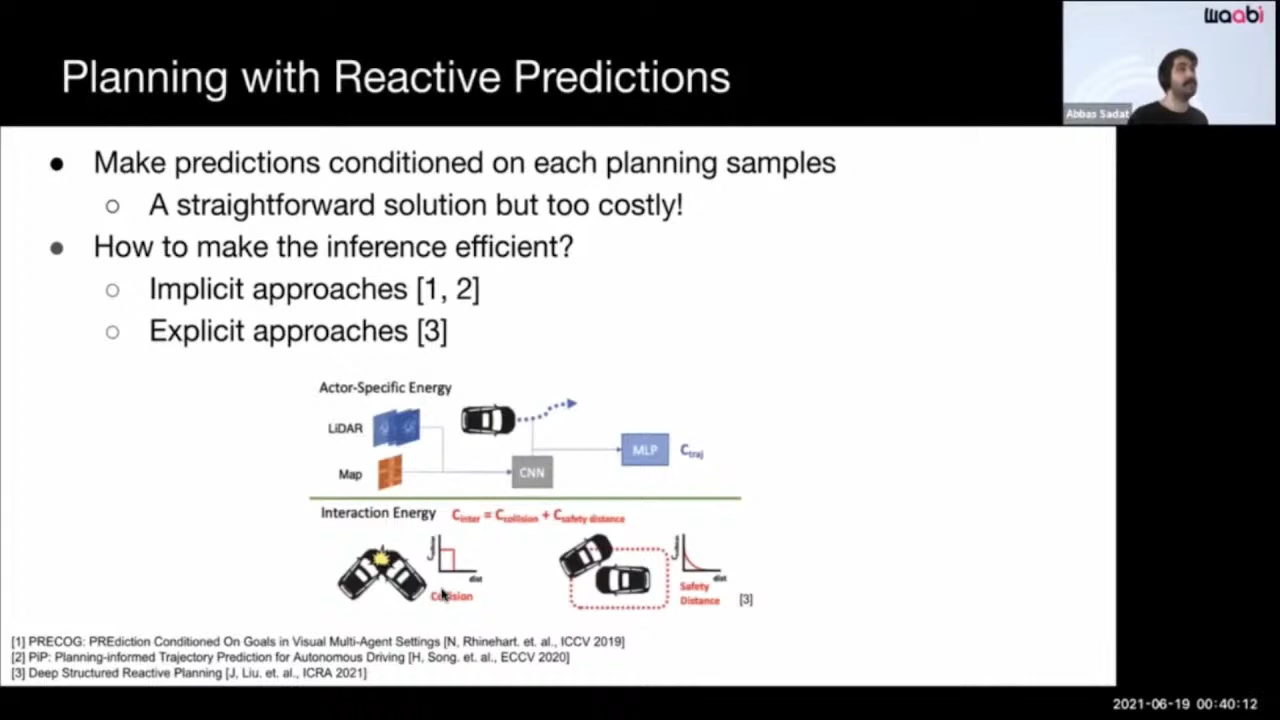 waabi
Planning with Reactive Predictions
Abbas Sadat
● Make predictions conditioned on each planning samples
○ A straightforward solution but too costly!
● How to make the inference efficient?
○ Implicit approaches [1, 2]
○ Explicit approaches [3]
Actor-Specific Energy
LiDAR
Map
CNN
MLP
Ctraj
Interaction Energy
Cinter = Ccollision + Csafety distance
dist
Collision
dist
Safety
Distance
[3]
[1] PRECOG: PREdiction Conditioned On Goals in Visual Multi-Agent Settings [N, Rhinehart. et. al., ICCV 2019]
[2] PiP: Planning-informed Trajectory Prediction for Autonomous Driving [H, Song. et. al., ECCV 2020]
[3] Deep Structured Reactive Planning [J, Liu. et. al., ICRA 2021]
2021-06-19 00:40:12